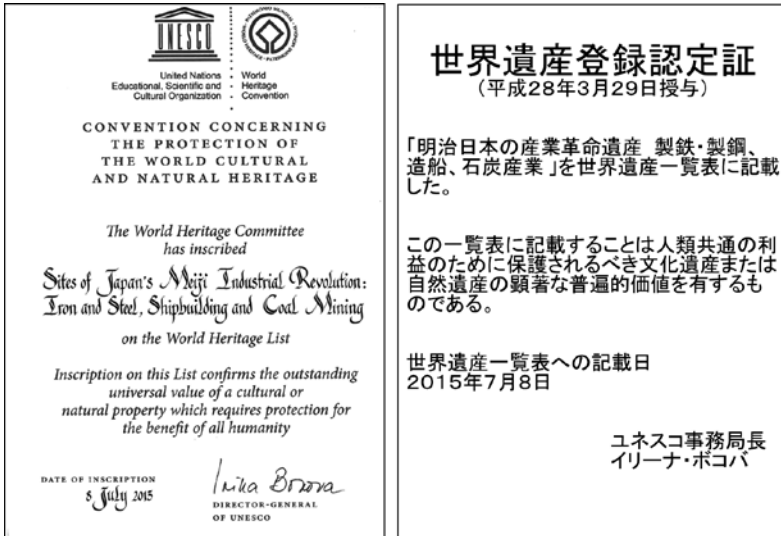 UNESCO
United Nations
Educational, Scientific and
Cultural Organization
World
Heritage
Convention
CONVENTION CONCERNING
THE PROTECTION OF
THE WORLD CULTURAL
AND NATURAL HERITAGE
The World Heritage Committee
has inscribed
Sites of Japan's Meiji Industrial Revolution:
Iron and Steel, Shipbuilding and Coal Mining
on the World Heritage List
Inscription on this List confirms the outstanding
universal value of a cultural or
natural property which requires protection for
the benefit of all humanity
DATE OF INSCRIPTION
8 July 2015
Irina Bokova
DIRECTOR-GENERAL
OF UNESCO
世界遺産登録認定証
（平成28年3月29日授与）
「明治日本の産業革命遺産 製鉄・製鋼、
造船、石炭産業」を世界遺産一覧表に記載
した。
この一覧表に記載することは人類共通の利
益のために保護されるべき文化遺産または
自然遺産の顕著な普遍的価値を有するも
のである。
世界遺産一覧表への記載日
2015年7月8日
ユネスコ事務局長
イリーナ・ボコバ